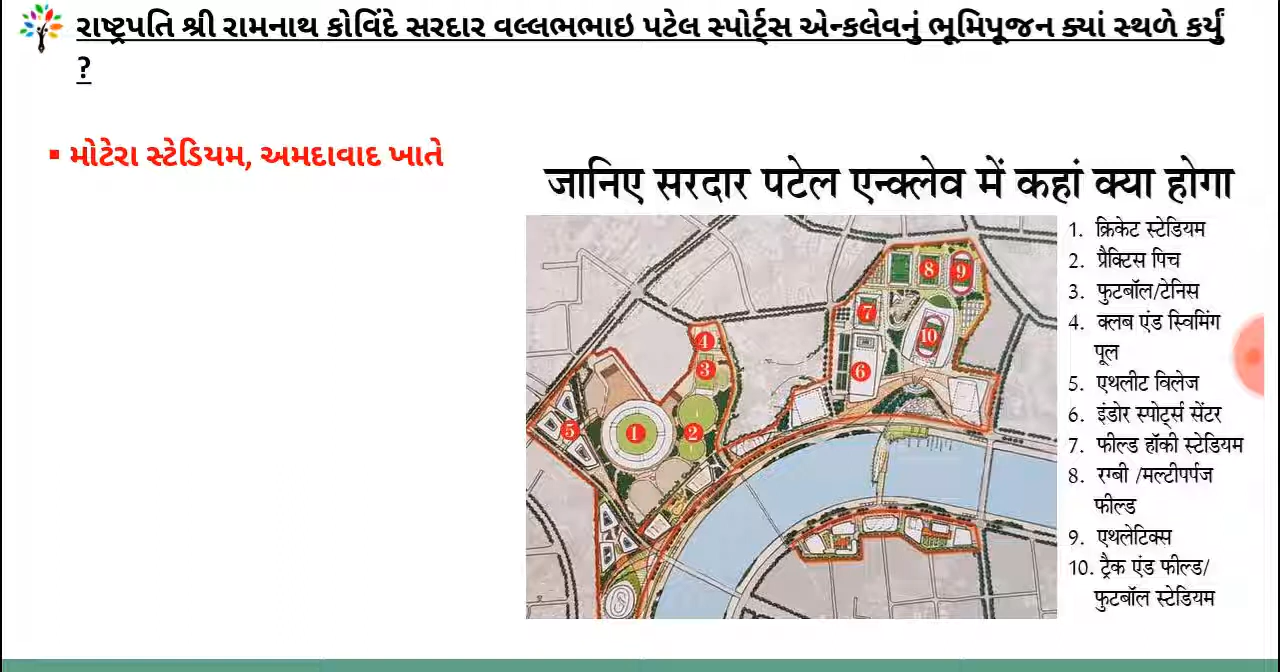 રાષ્ટ્રપતિ શ્રી રામનાથ કોવિંદે સરદાર વલ્લભભાઇ પટેલ સ્પોર્ટ્સ એન્કલેવનું ભૂમિપૂજન ક્યાં સ્થળે કર્યું
?
▪ મોટેરા સ્ટેડિયમ, અમદાવાદ ખાતે
जानिए सरदार पटेल एन्क्लेव में कहां क्या होगा
1. क्रिकेट स्टेडियम
2. प्रैक्टिस पिच
3. फुटबॉल/टेनिस
4. क्लब एंड स्विमिंग
पूल
5. एथलीट विलेज
6. इंडोर स्पोर्ट्स सेंटर
7. फील्ड हॉकी स्टेडियम
8. रग्बी /मल्टीपर्पज
फील्ड
9. एथलेटिक्स
10. ट्रैक एंड फील्ड/
फुटबॉल स्टेडियम
8 9
7
10
4
3
6
5 1 2